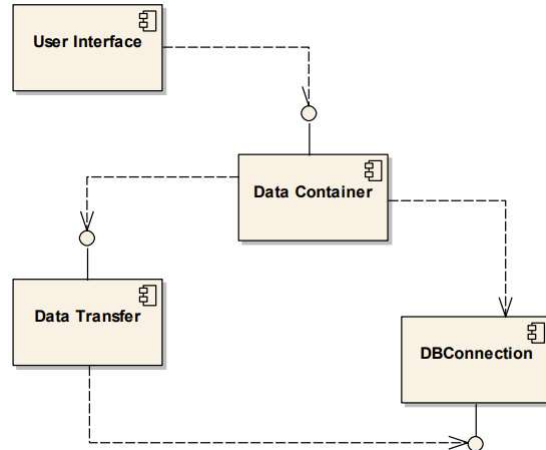 User Interface
Data Container
Data Transfer
DBConnection